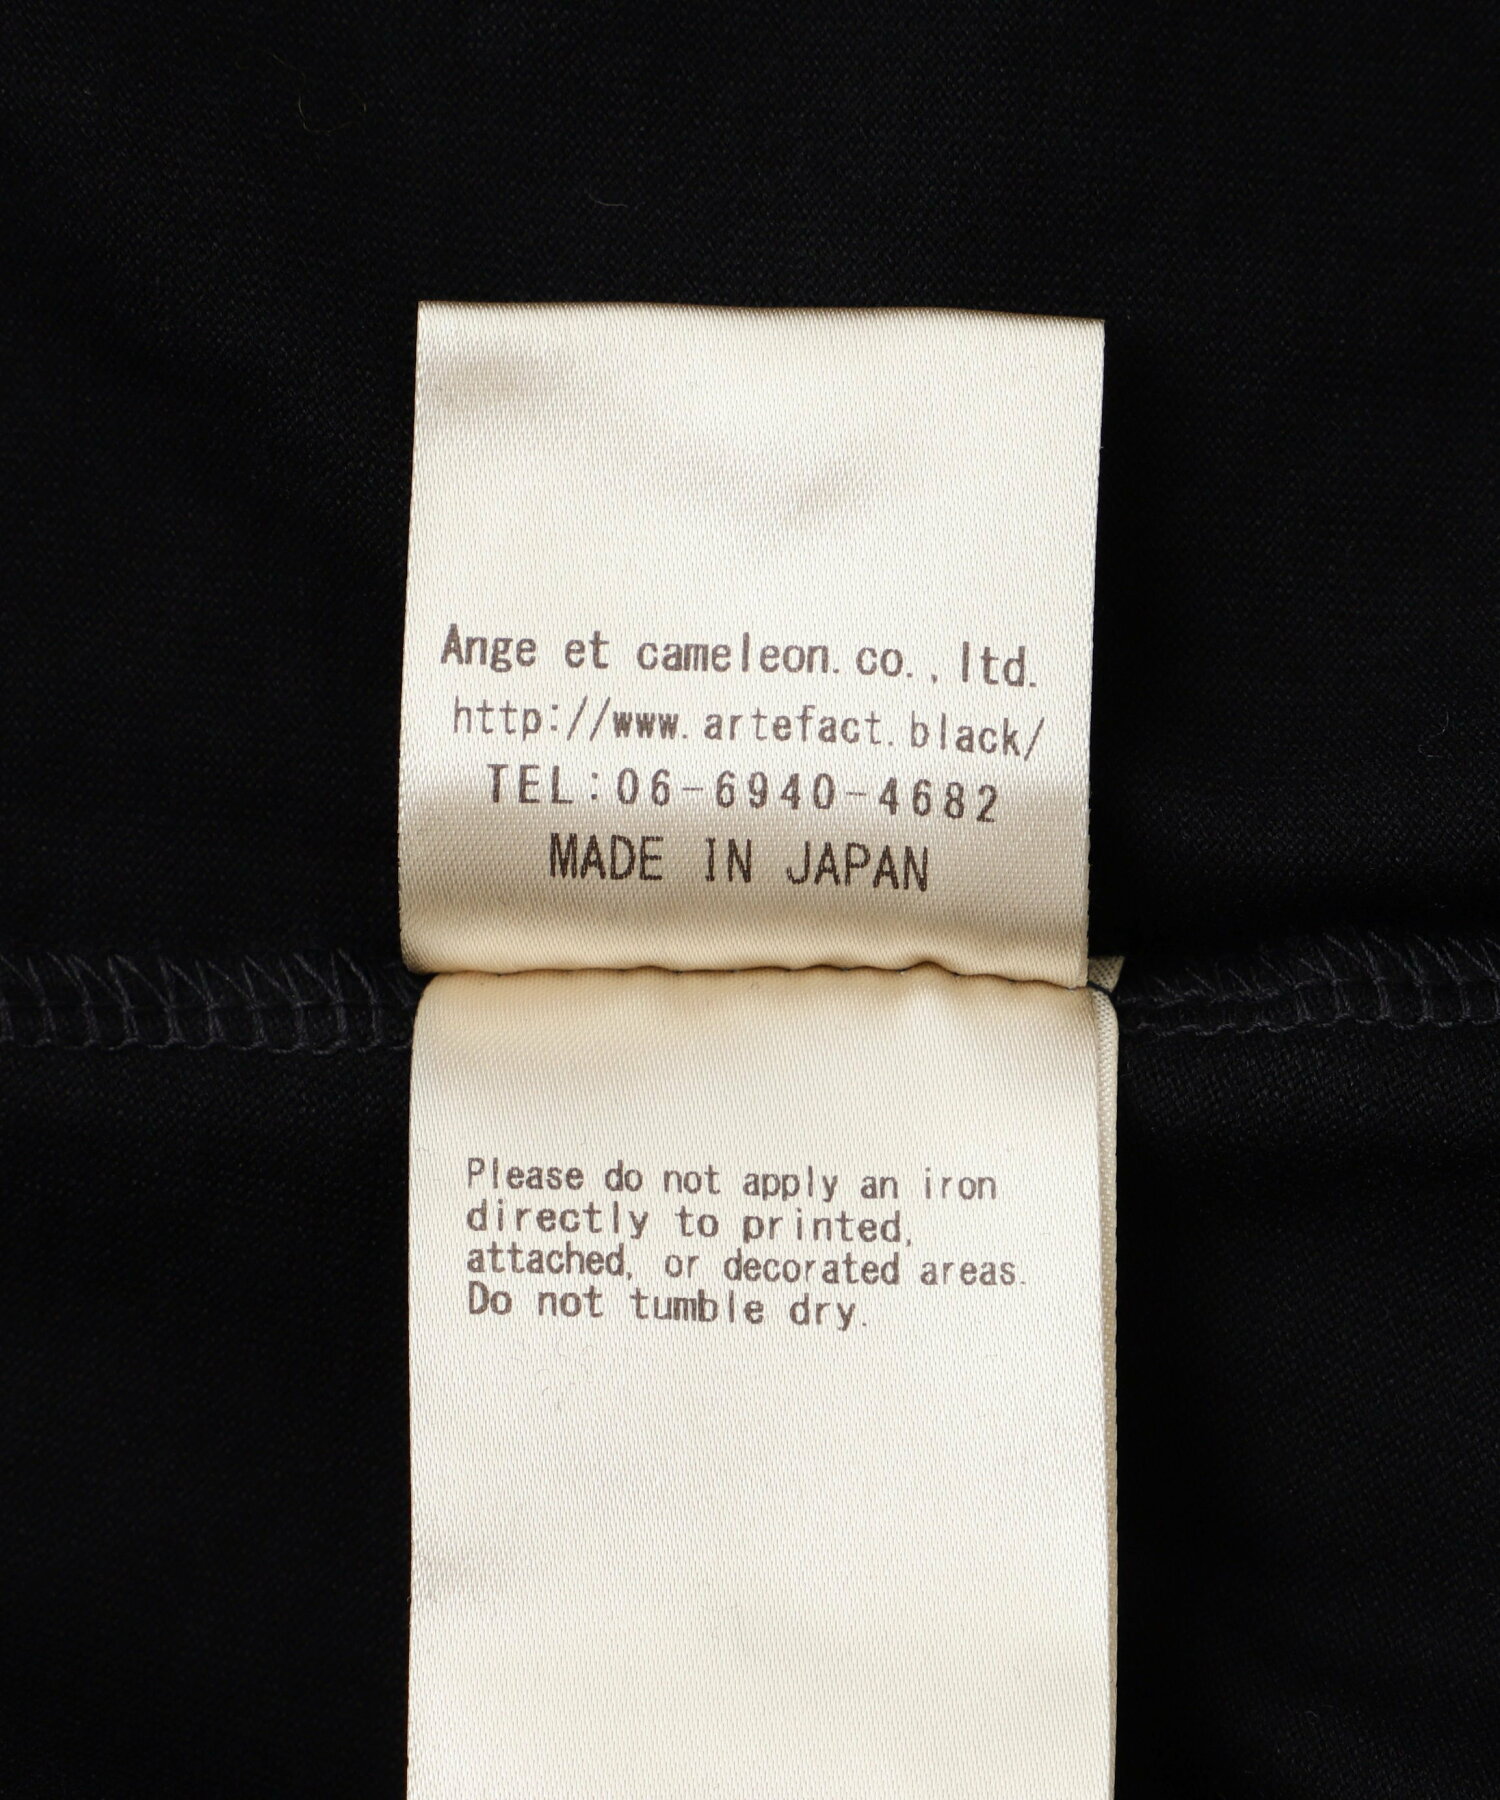 Ange et cameleon. co., ltd.
http://www.artefact.black/
TEL:06-6940-4682
MADE IN JAPAN
Please do not apply an iron
directly to printed,
attached, or decorated areas.
Do not tumble dry.